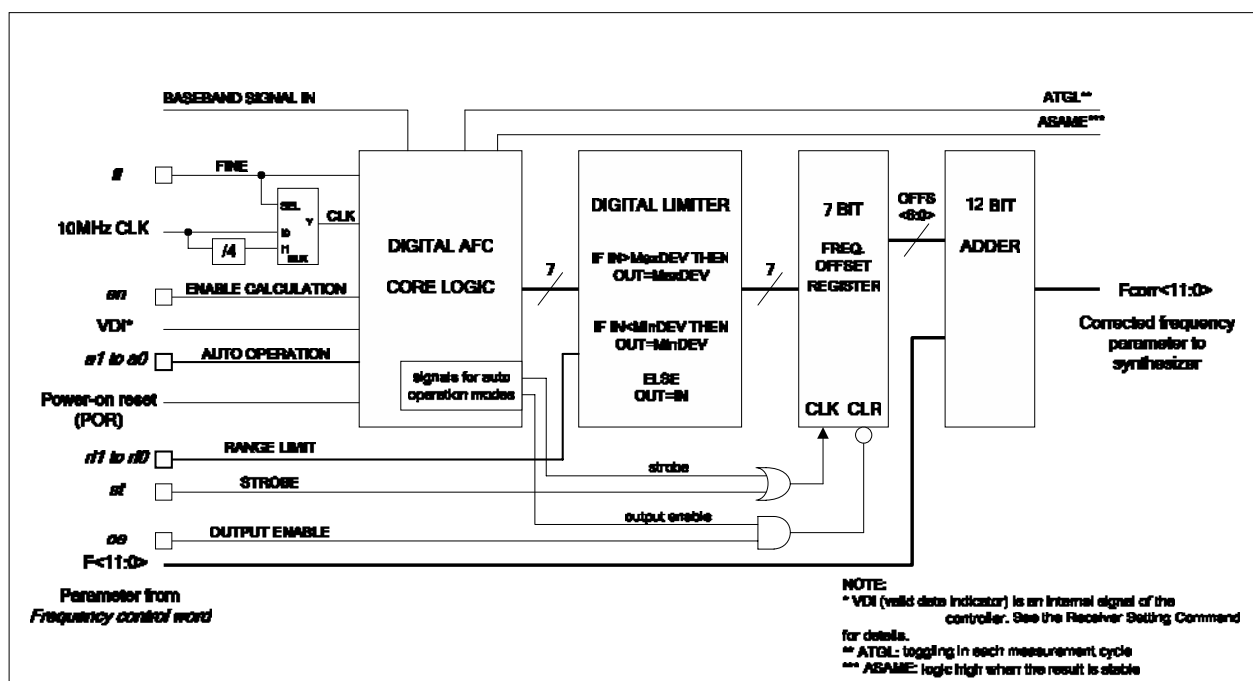 BASEBAND SIGNAL IN
ATGL**
ASAME***
fi
FINE
SEL
Y
I0
I1
MUX
CLK
10MHz CLK
/4
en
ENABLE CALCULATION
VDI*
a1 to a0
AUTO OPERATION
Power-on reset
(POR)
rl1 to rl0
RANGE LIMIT
st
STROBE
oe
OUTPUT ENABLE
F<11:0>
Parameter from
Frequency control word
DIGITAL AFC
CORE LOGIC
signals for auto
operation modes
7
DIGITAL LIMITER
IF IN>MaxDEV THEN
OUT=MaxDEV
IF IN<MinDEV THEN
OUT=MinDEV
ELSE
OUT=IN
7
7 BIT
FREQ.
OFFSET
REGISTER
CLK CLR
strobe
output enable
OFFS
<6:0>
12 BIT
ADDER
Fcorr<11:0>
Corrected frequency
parameter to
synthesizer
NOTE:
* VDI (valid data indicator) is an internal signal of the
controller. See the Receiver Setting Command
for details.
** ATGL: toggling in each measurement cycle
*** ASAME: logic high when the result is stable